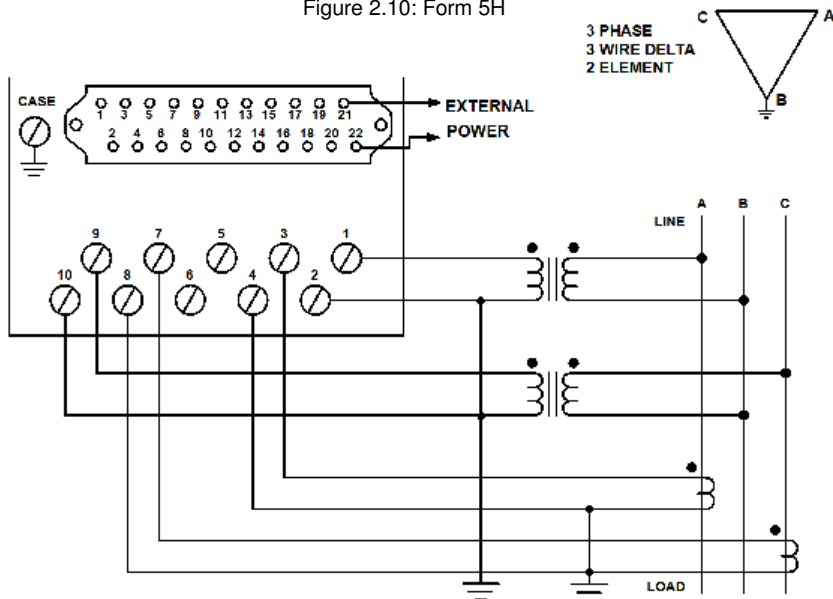 Figure 2.10: Form 5H
3 PHASE
3 WIRE DELTA
2 ELEMENT
C
A
B
CASE
1 3 5 7 9 11 13 15 17 19 21
2 4 6 8 10 12 14 16 18 20 22
EXTERNAL
POWER
A B C
LINE
9 7 5 3 1
10 8 6 4 2
LOAD